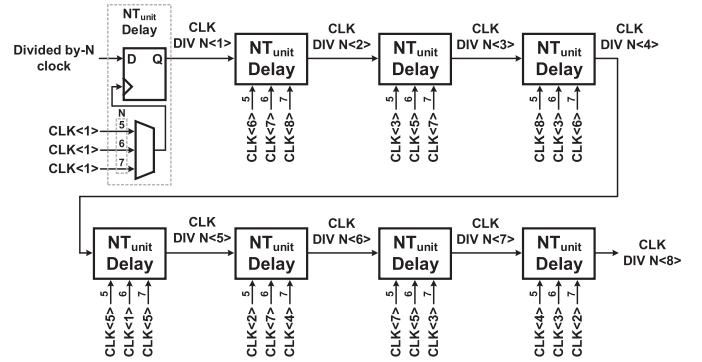 NTunit
Delay
Divided by-N
clock
D Q
N
CLK<1> 5
CLK<1> 6
CLK<1> 7
CLK
DIV N<1>
NTunit
Delay
5 6 7
CLK<6> CLK<7> CLK<8>
CLK
DIV N<2>
NTunit
Delay
5 6 7
CLK<3> CLK<5> CLK<7>
CLK
DIV N<3>
NTunit
Delay
5 6 7
CLK<8> CLK<3> CLK<6>
CLK
DIV N<4>
NTunit
Delay
5 6 7
CLK<5> CLK<1> CLK<5>
CLK
DIV N<5>
NTunit
Delay
5 6 7
CLK<2> CLK<7> CLK<4>
CLK
DIV N<6>
NTunit
Delay
5 6 7
CLK<7> CLK<5> CLK<3>
CLK
DIV N<7>
NTunit
Delay
5 6 7
CLK<4> CLK<3> CLK<2>
CLK
DIV N<8>